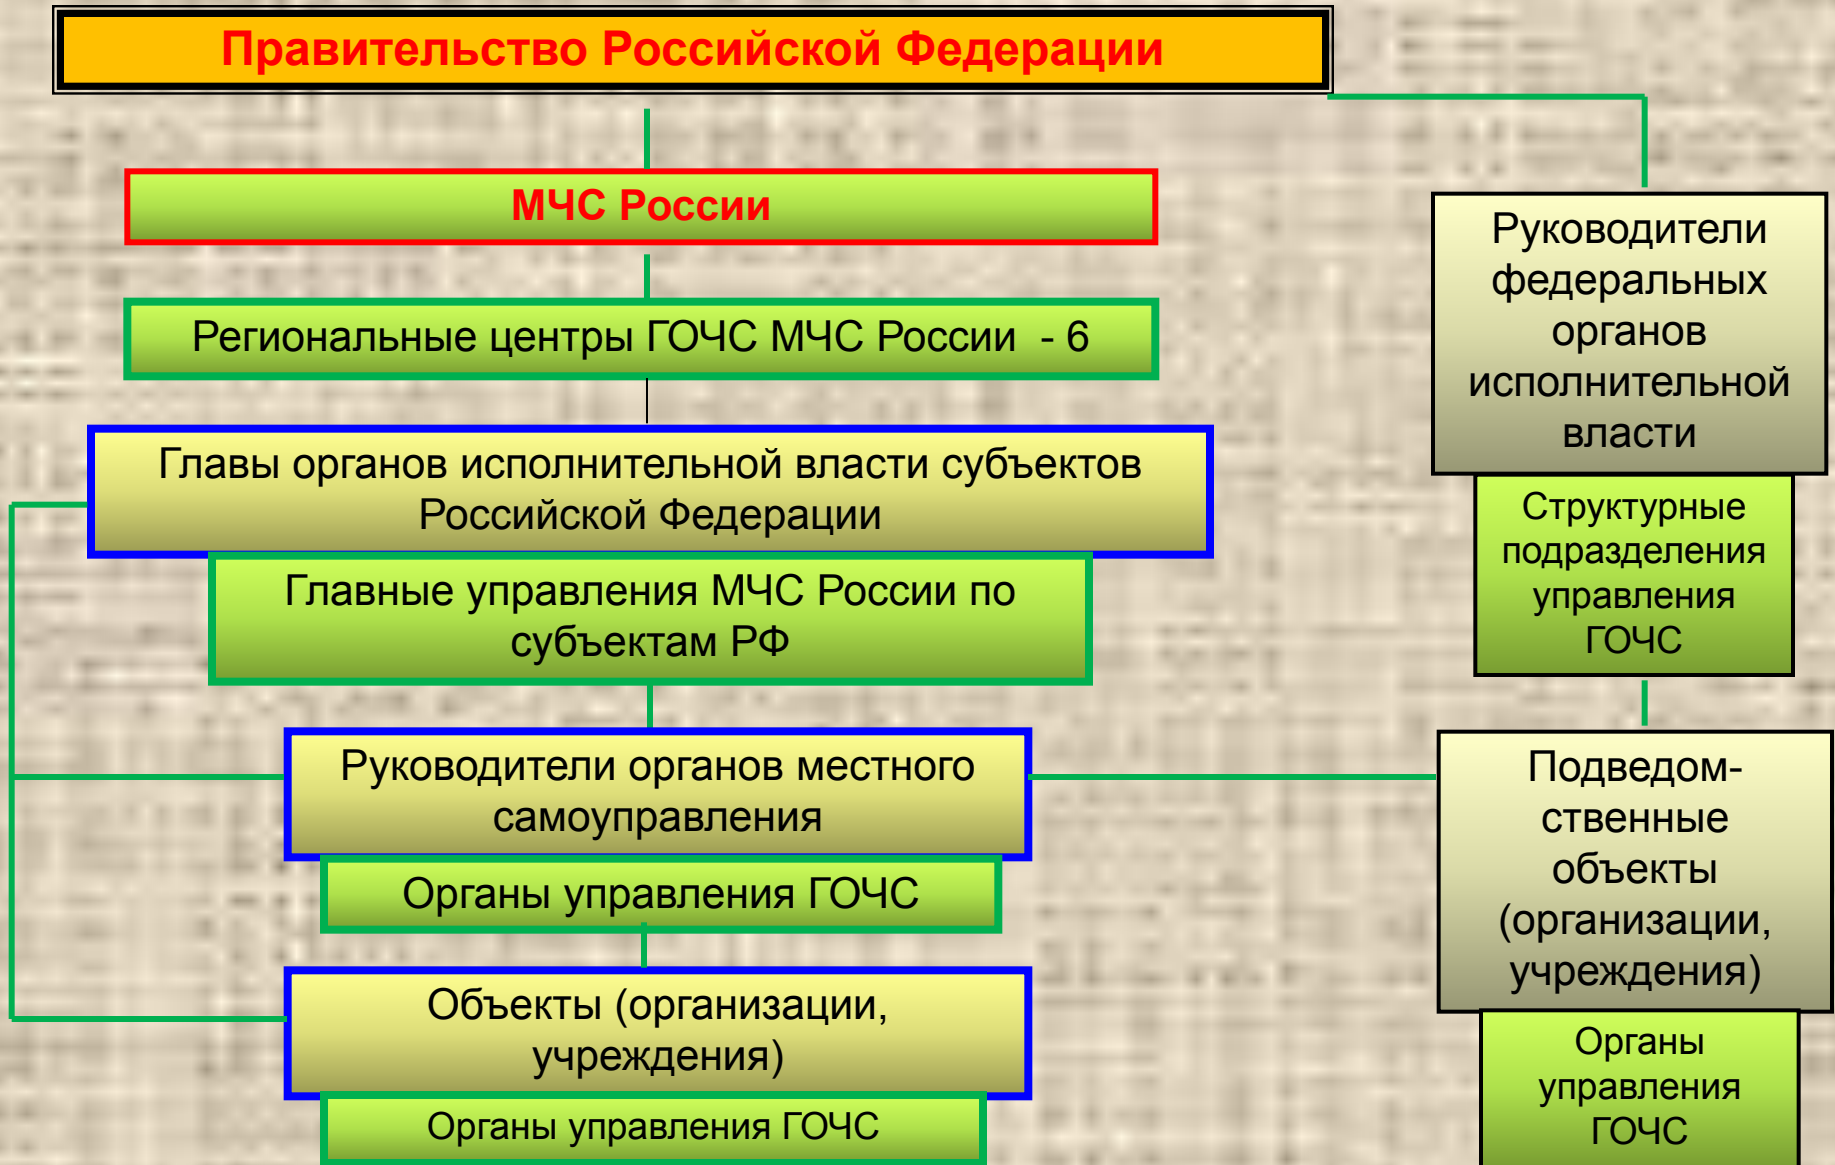 Правительство Российской Федерации
МЧС России
Региональные центры ГОЧС МЧС России - 6
Главы органов исполнительной власти субъектов
Российской Федерации
Главные управления МЧС России по
субъектам РФ
Руководители органов местного
самоуправления
Органы управления ГОЧС
Объекты (организации,
учреждения)
Органы управления ГОЧС
Руководители
федеральных
органов
исполнительной
власти
Структурные
подразделения
управления
ГОЧС
Подведом-
ственные
объекты
(организации,
учреждения)
Органы
управления
ГОЧС